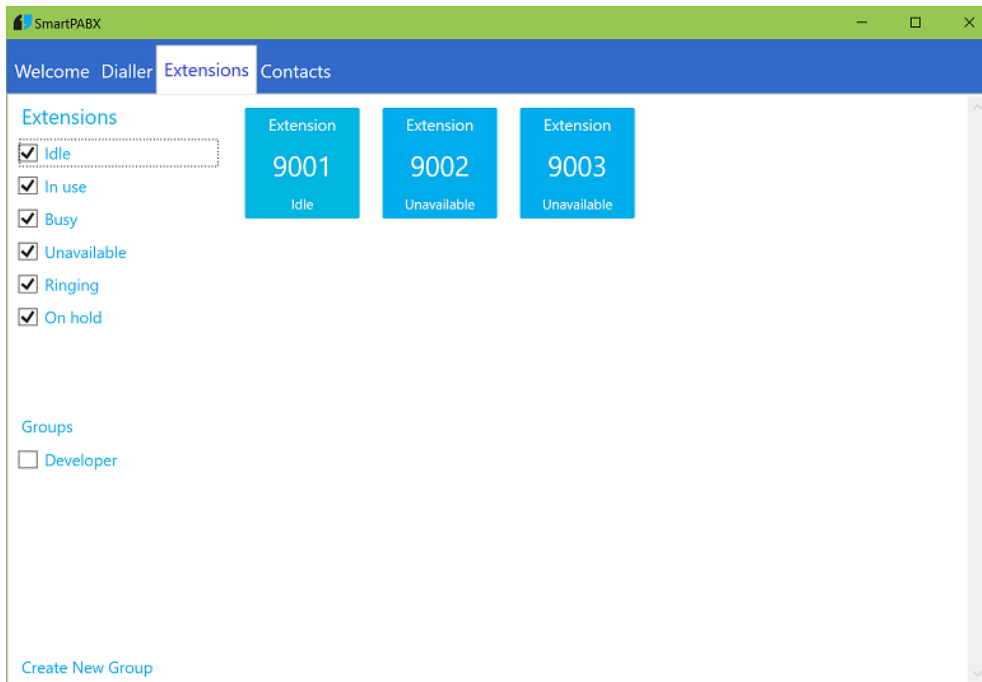 SmartPABX
Welcome Dialler Extensions Contacts
Extensions
Idle
In use
Busy
Unavailable
Ringing
On hold
Groups
Developer
Create New Group
Extension
9001
Idle
Extension
9002
Unavailable
Extension
9003
Unavailable